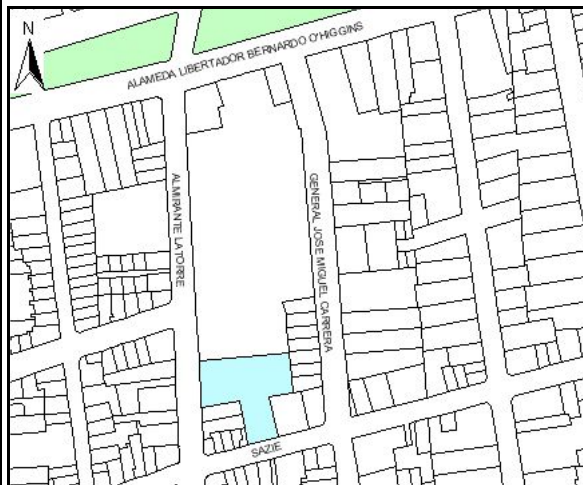 N
ALAMEDA LIBERTADOR BERNARDO O'HIGGINS
ALMIRANTE LATORRE
GENERAL JOSE MIGUEL CARRERA
SAZIE